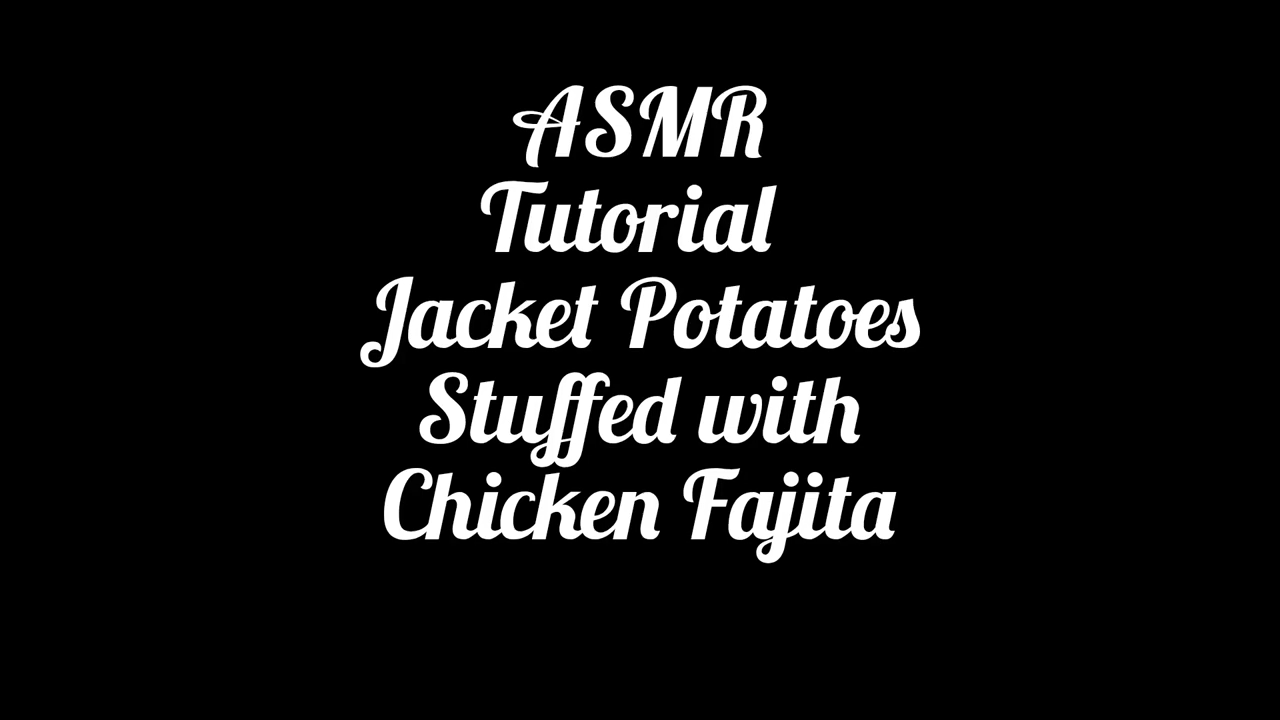 ASMR
Tutorial
Jacket Potatoes
Stuffed with
Chicken Fajita